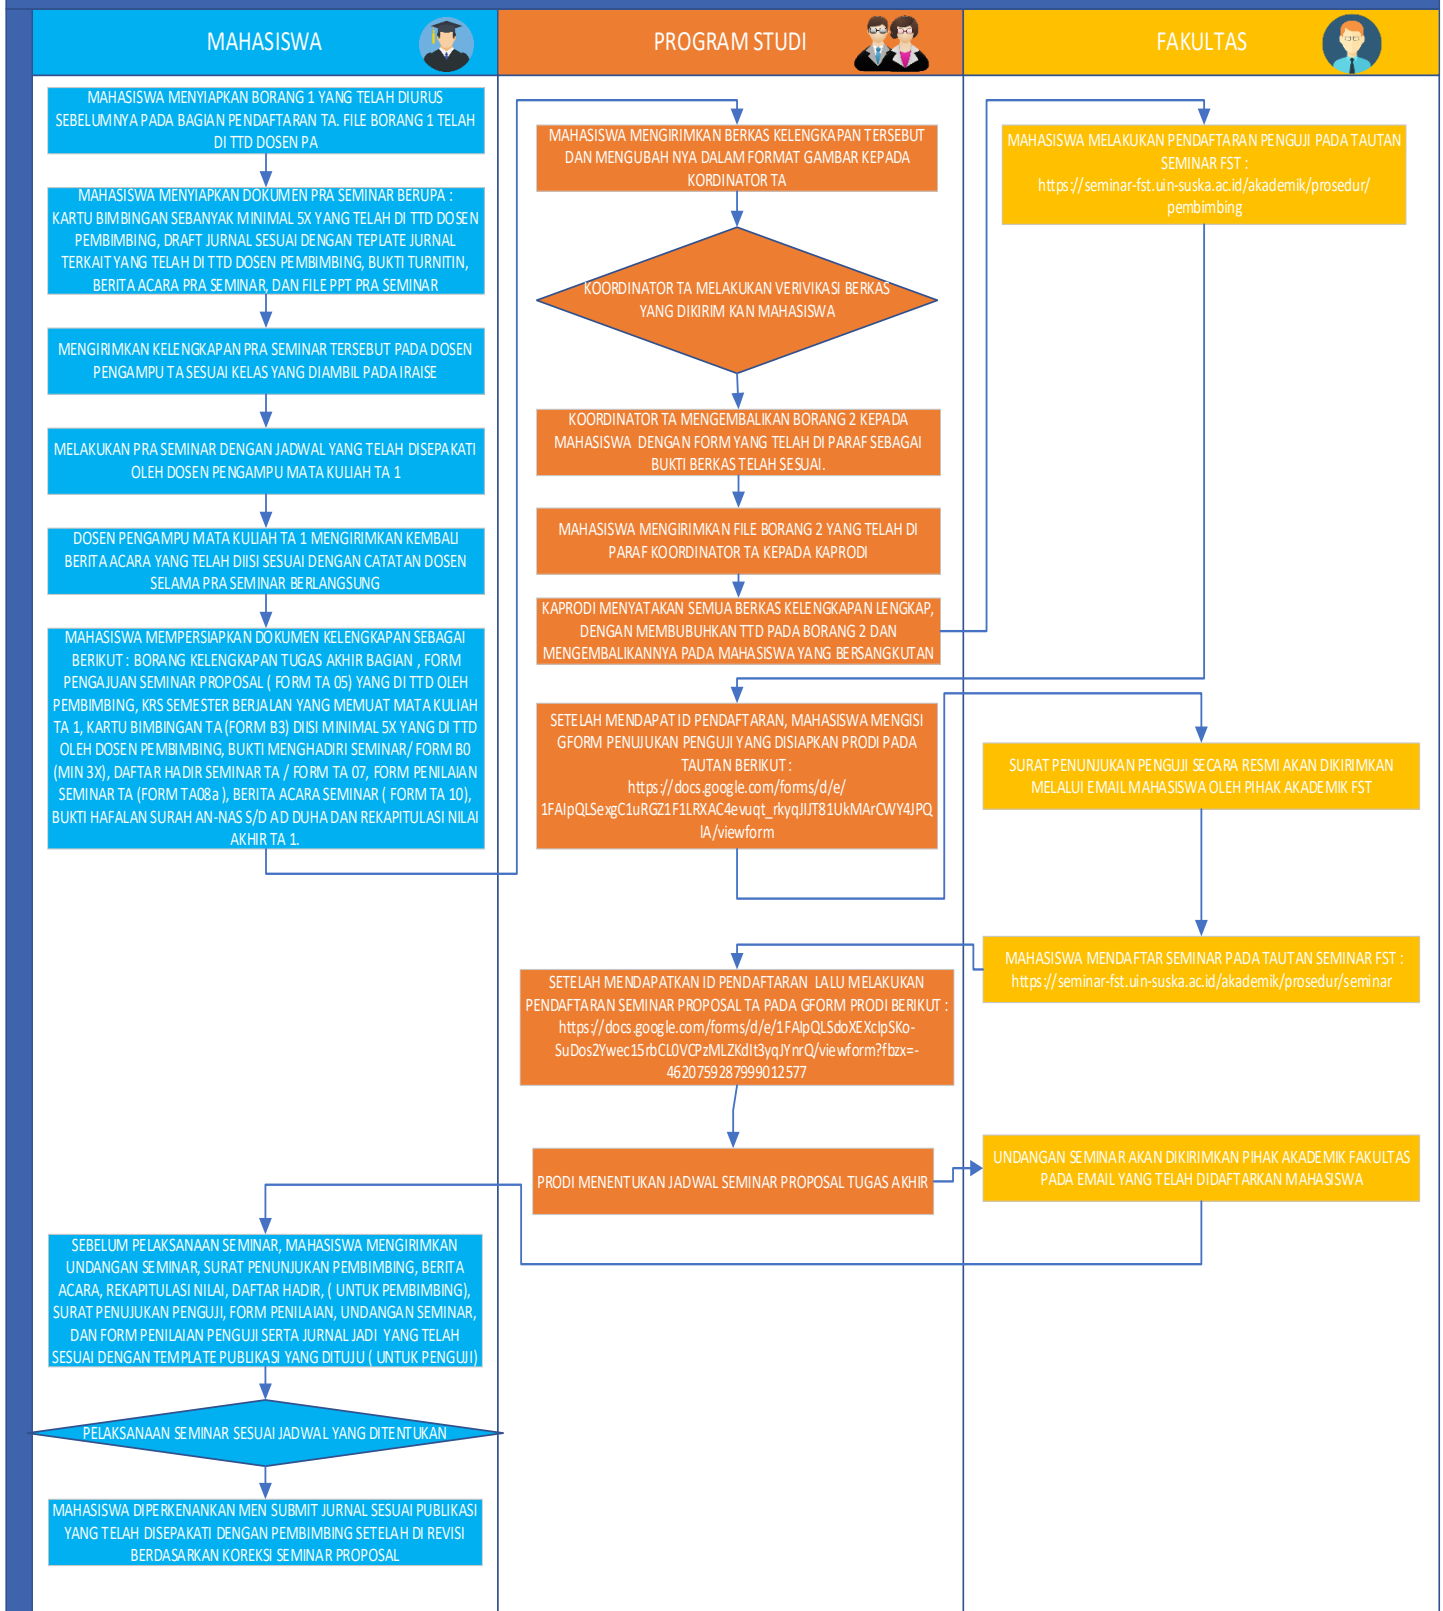 MAHASISWA
PROGRAM STUDI
FAKULTAS
MAHASISWA MENYIAPKAN BORANG 1 YANG TELAH DIURUS
SEBELUMNYA PADA BAGIAN PENDAFTARAN TA. FILE BORANG 1 TELAH
DI TTD DOSEN PA
MAHASISWA MENYIAPKAN DOKUMEN PRA SEMINAR BERUPA :
KARTU BIMBINGAN SEBANYAK MINIMAL 5X YANG TELAH DI TTD DOSEN
PEMBIMBING, DRAFT JURNAL SESUAI DENGAN TEPLATE JURNAL
TERKAIT YANG TELAH DI TTD DOSEN PEMBIMBING, BUKTI TURNITIN,
BERITA ACARA PRA SEMINAR, DAN FILE PPT PRA SEMINAR
MENGIRIMKAN KELENGKAPAN PRA SEMINAR TERSEBUT PADA DOSEN
PENGAMPU TA SESUAI KELAS YANG DIAMBIL PADA IRAISE
MELAKUKAN PRA SEMINAR DENGAN JADWAL YANG TELAH DISEPAKATI
OLEH DOSEN PENGAMPU MATA KULIAH TA 1
DOSEN PENGAMPU MATA KULIAH TA 1 MENGIRIMKAN KEMBALI
BERITA ACARA YANG TELAH DIISI SESUAI DENGAN CATATAN DOSEN
SELAMA PRA SEMINAR BERLANGSUNG
MAHASISWA MEMPERSIAPKAN DOKUMEN KELENGKAPAN SEBAGAI
BERIKUT : BORANG KELENGKAPAN TUGAS AKHIR BAGIAN , FORM
PENGAJUAN SEMINAR PROPOSAL ( FORM TA 05) YANG DI TTD OLEH
PEMBIMBING, KRS SEMESTER BERJALAN YANG MEMUAT MATA KULIAH
TA 1, KARTU BIMBINGAN TA (FORM B3) DIISI MINIMAL 5X YANG DI TTD
OLEH DOSEN PEMBIMBING, BUKTI MENGHADIRI SEMINAR/ FORM B0
(MIN 3X), DAFTAR HADIR SEMINAR TA / FORM TA 07, FORM PENILAIAN
SEMINAR TA (FORM TA08a ), BERITA ACARA SEMINAR ( FORM TA 10),
BUKTI HAFALAN SURAH AN-NAS S/D AD DUHA DAN REKAPITULASI NILAI
AKHIR TA 1.
MAHASISWA MENGIRIMKAN BERKAS KELENGKAPAN TERSEBUT
DAN MENGUBAH NYA DALAM FORMAT GAMBAR KEPADA
KORDINATOR TA
KOORDINATOR TA MELAKUKAN VERIVIKASI BERKAS
YANG DIKIRIM KAN MAHASISWA
KOORDINATOR TA MENGEMBALIKAN BORANG 2 KEPADA
MAHASISWA DENGAN FORM YANG TELAH DI PARAF SEBAGAI
BUKTI BERKAS TELAH SESUAI.
MAHASISWA MENGIRIMKAN FILE BORANG 2 YANG TELAH DI
PARAF KOORDINATOR TA KEPADA KAPRODI
KAPRODI MENYATAKAN SEMUA BERKAS KELENGKAPAN LENGKAP,
DENGAN MEMBUBUHKAN TTD PADA BORANG 2 DAN
MENGEMBALIKANNYA PADA MAHASISWA YANG BERSANGKUTAN
MAHASISWA MELAKUKAN PENDAFTARAN PENGUJI PADA TAUTAN
SEMINAR FST :
https://seminar-fst.uin-suska.ac.id/akademik/prosedur/
pembimbing
SETELAH MENDAPAT ID PENDAFTARAN, MAHASISWA MENGISI
GFORM PENUJUKAN PENGUJI YANG DISIAPKAN PRODI PADA
TAUTAN BERIKUT :
https://docs.google.com/forms/d/e/
1FAIpQLSexgC1uRGZ1F1LRXAC4evuqt_rkyqJIJT81UkMArCWY4JPQ
IA/viewform
SURAT PENUNJUKAN PENGUJI SECARA RESMI AKAN DIKIRIMKAN
MELALUI EMAIL MAHASISWA OLEH PIHAK AKADEMIK FST
MAHASISWA MENDAFTAR SEMINAR PADA TAUTAN SEMINAR FST :
https://seminar-fst.uin-suska.ac.id/akademik/prosedur/seminar
SETELAH MENDAPATKAN ID PENDAFTARAN LALU MELAKUKAN
PENDAFTARAN SEMINAR PROPOSAL TA PADA GFORM PRODI BERIKUT :
https://docs.google.com/forms/d/e/1FAIpQLSdoXEXcIpSKo-
SuDos2Ywec15rbCL0VCPzMLZKdIt3yqJYnrQ/viewform?fbzx=-
4620759287999012577
PRODI MENENTUKAN JADWAL SEMINAR PROPOSAL TUGAS AKHIR
UNDANGAN SEMINAR AKAN DIKIRIMKAN PIHAK AKADEMIK FAKULTAS
PADA EMAIL YANG TELAH DIDAFTARKAN MAHASISWA
SEBELUM PELAKSANAAN SEMINAR, MAHASISWA MENGIRIMKAN
UNDANGAN SEMINAR, SURAT PENUNJUKAN PEMBIMBING, BERITA
ACARA, REKAPITULASI NILAI, DAFTAR HADIR, ( UNTUK PEMBIMBING),
SURAT PENUJUKAN PENGUJI, FORM PENILAIAN, UNDANGAN SEMINAR,
DAN FORM PENILAIAN PENGUJI SERTA JURNAL JADI YANG TELAH
SESUAI DENGAN TEMPLATE PUBLIKASI YANG DITUJU ( UNTUK PENGUJI)
PELAKSANAAN SEMINAR SESUAI JADWAL YANG DITENTUKAN
MAHASISWA DIPERKENANKAN MEN SUBMIT JURNAL SESUAI PUBLIKASI
YANG TELAH DISEPAKATI DENGAN PEMBIMBING SETELAH DI REVISI
BERDASARKAN KOREKSI SEMINAR PROPOSAL